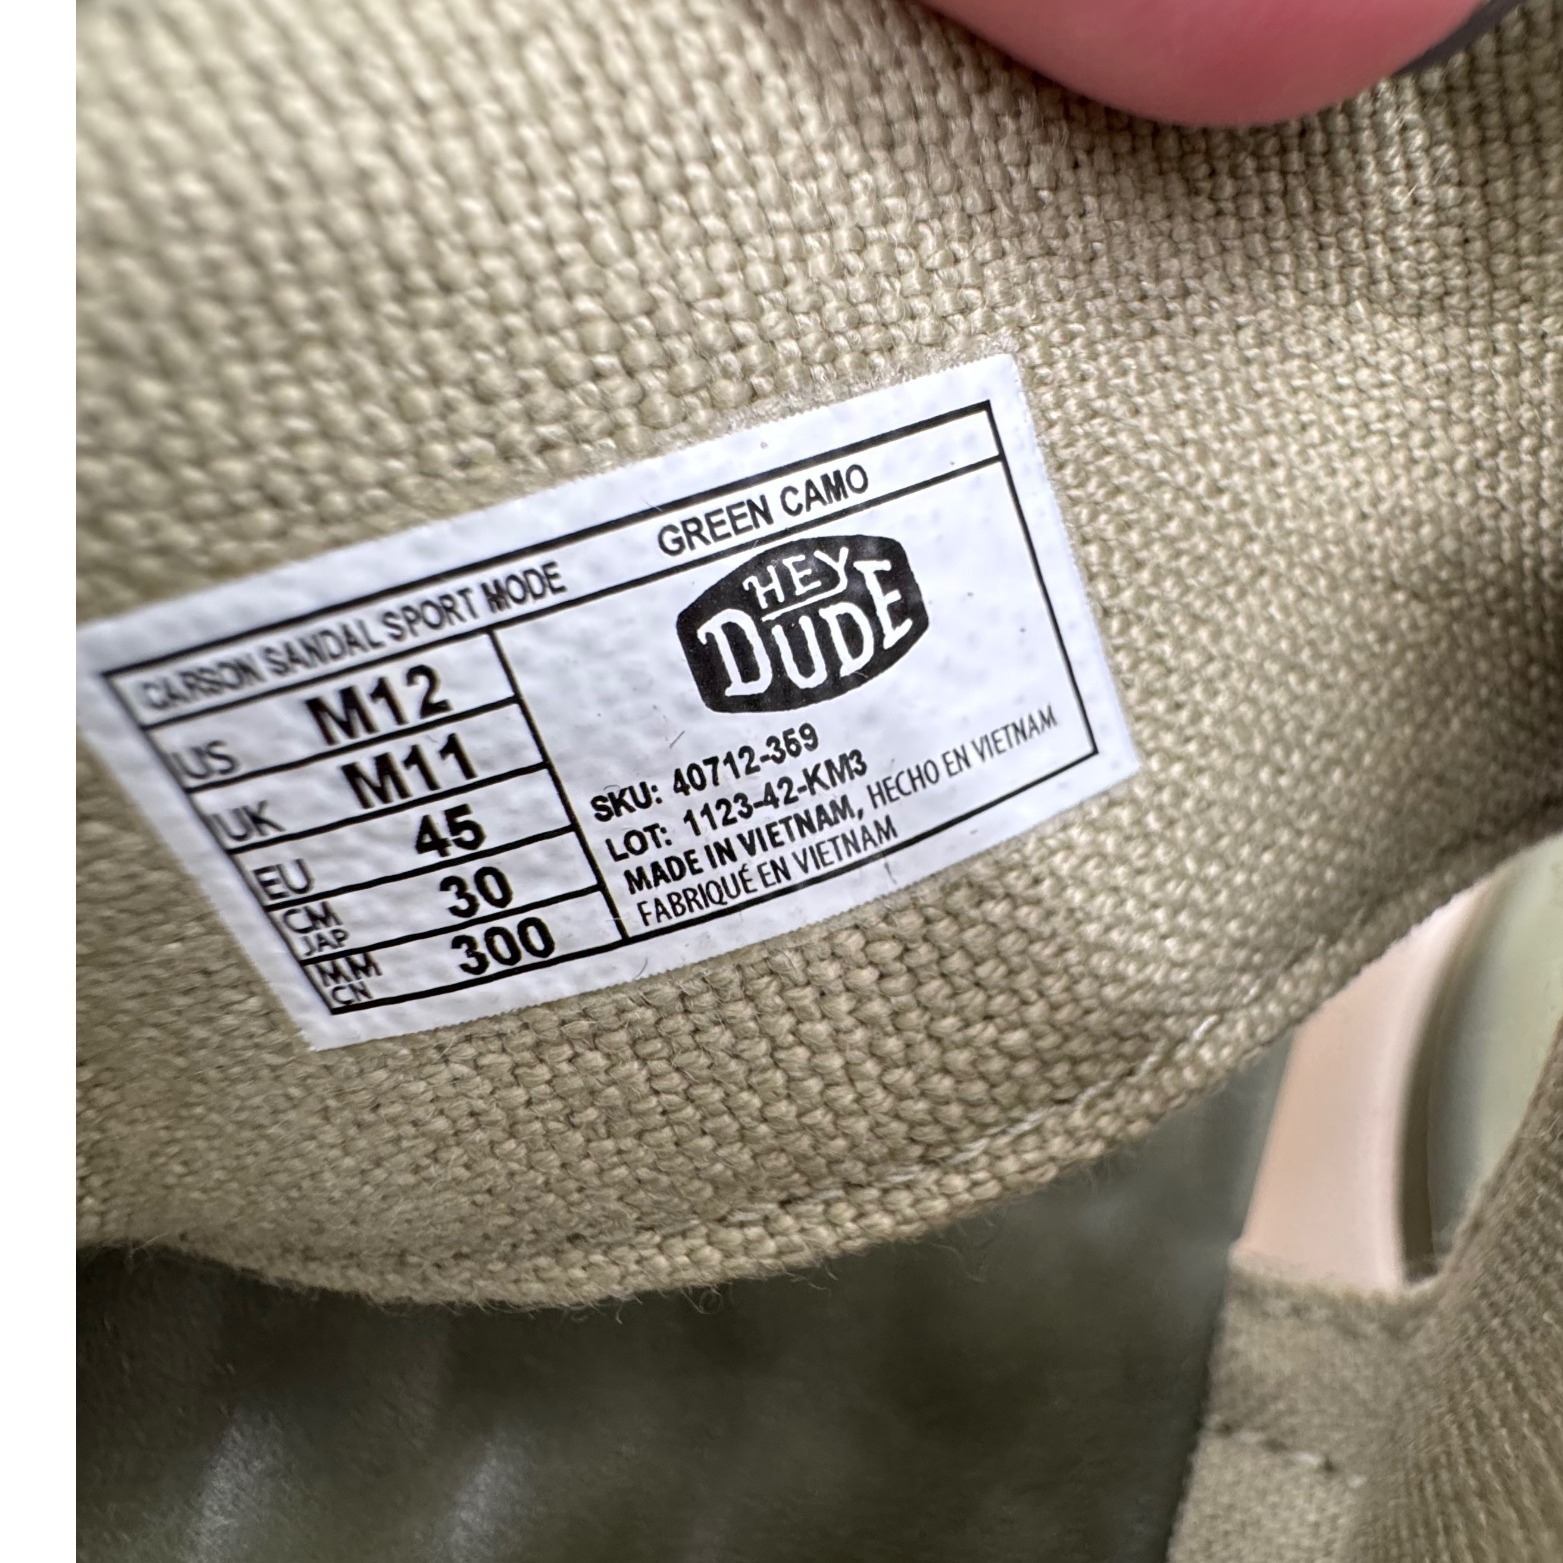 CARSON SANDAL SPORT MODE GREEN CAMO
US M12
UK M11
EU 45
CM JAP 30
MM CN 300
HEY
DUDE
SKU: 40712-369
LOT: 1123-42-KM3
MADE IN VIETNAM, HECHO EN VIETNAM
FABRIQUÉ EN VIETNAM